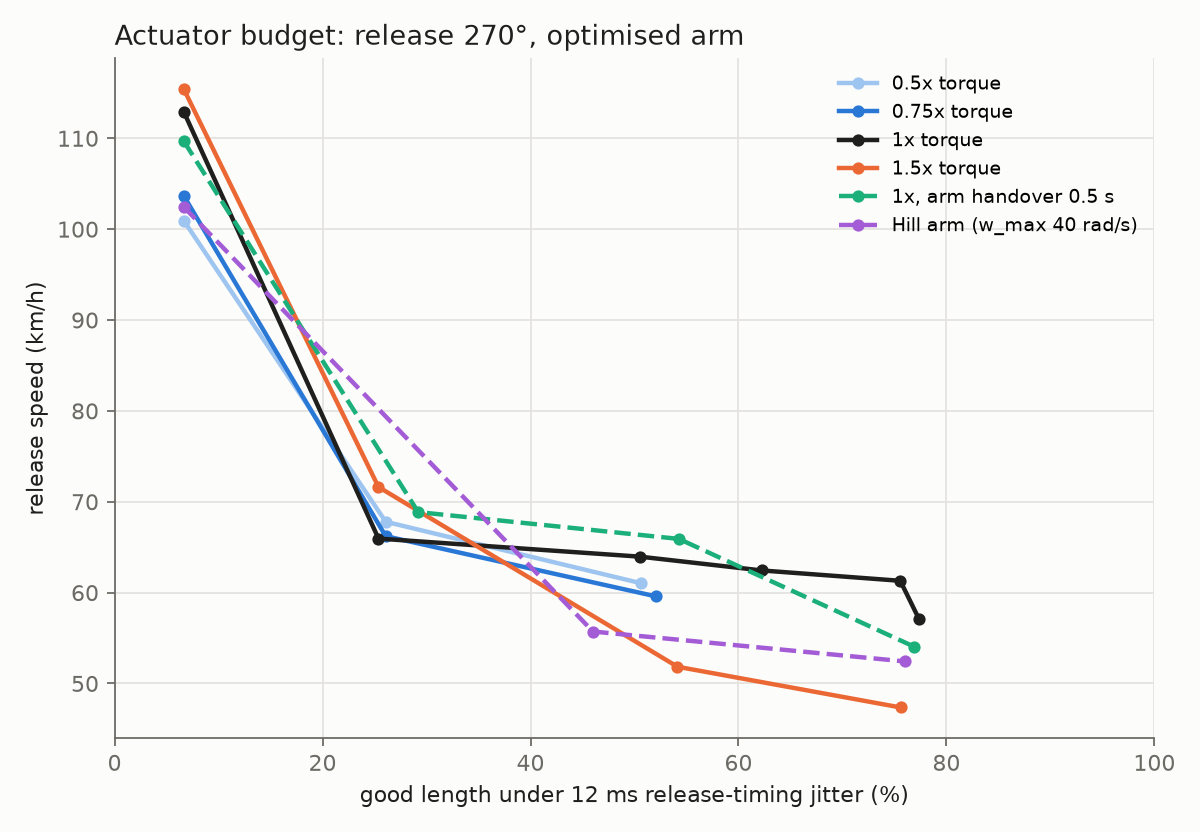 Actuator budget: release 270°, optimised arm
0.5x torque
0.75x torque
1x torque
1.5x torque
1x, arm handover 0.5 s
Hill arm (w_max 40 rad/s)
release speed (km/h)
110
100
90
80
70
60
50
0 20 40 60 80 100
good length under 12 ms release-timing jitter (%)